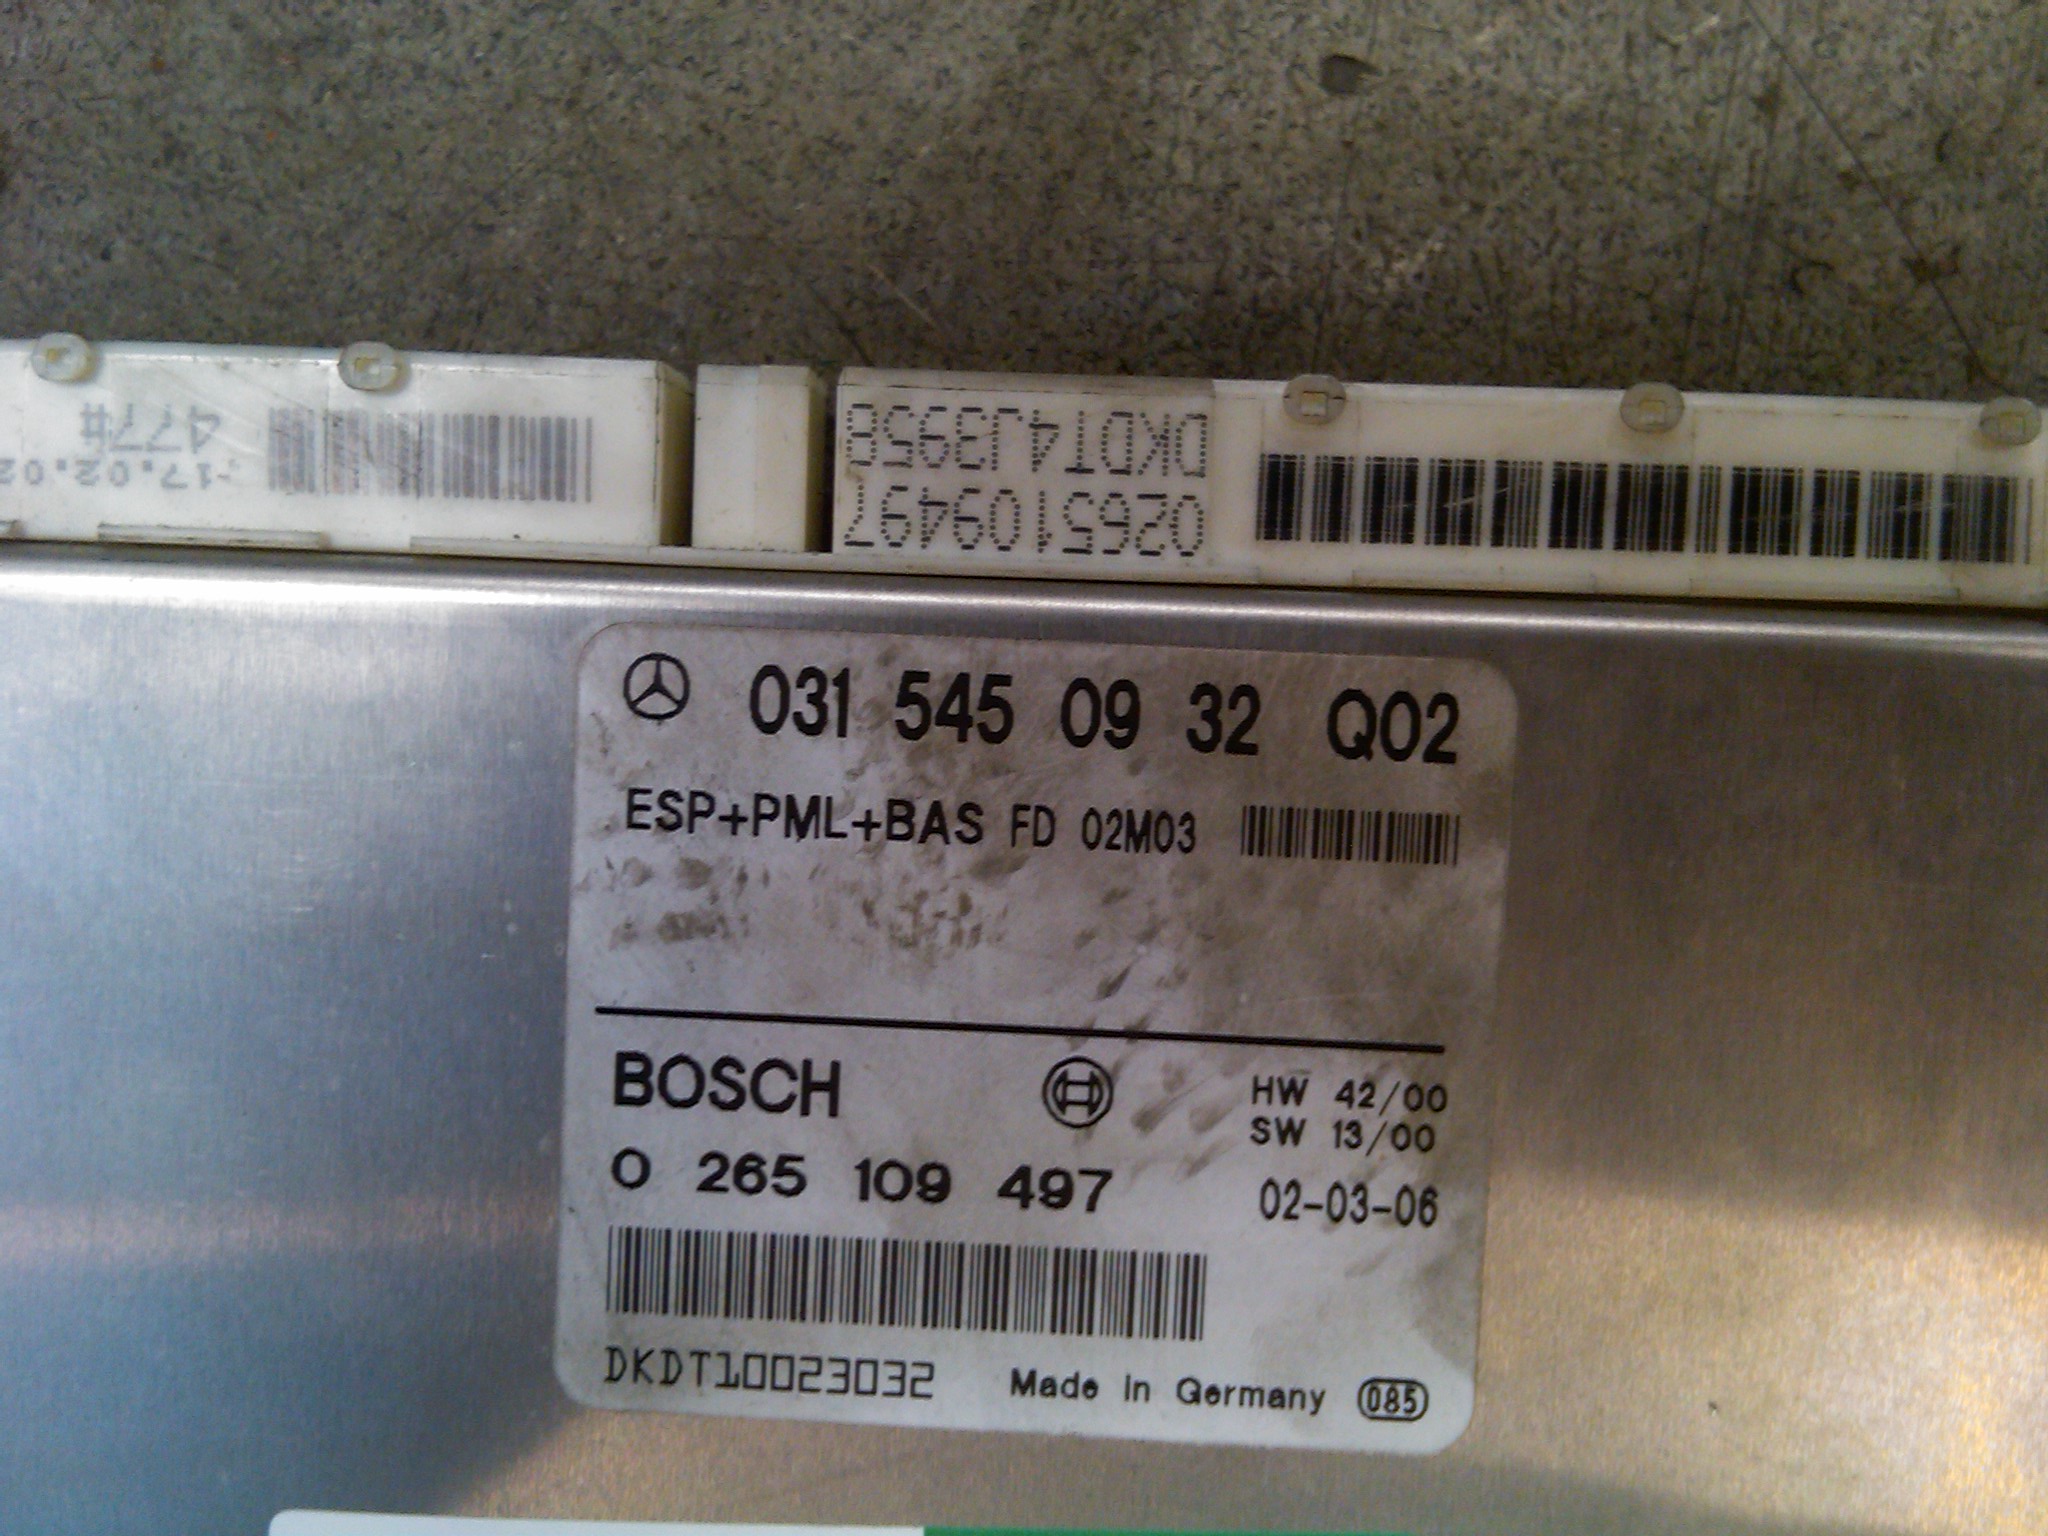 477#
-17.02.02
DKDT4J3958
0265109497
031 545 09 32 Q02
ESP+PML+BAS FD 02M03
BOSCH
HW 42/00
SW 13/00
0 265 109 497
02-03-06
DKDT10023032
Made in Germany 085